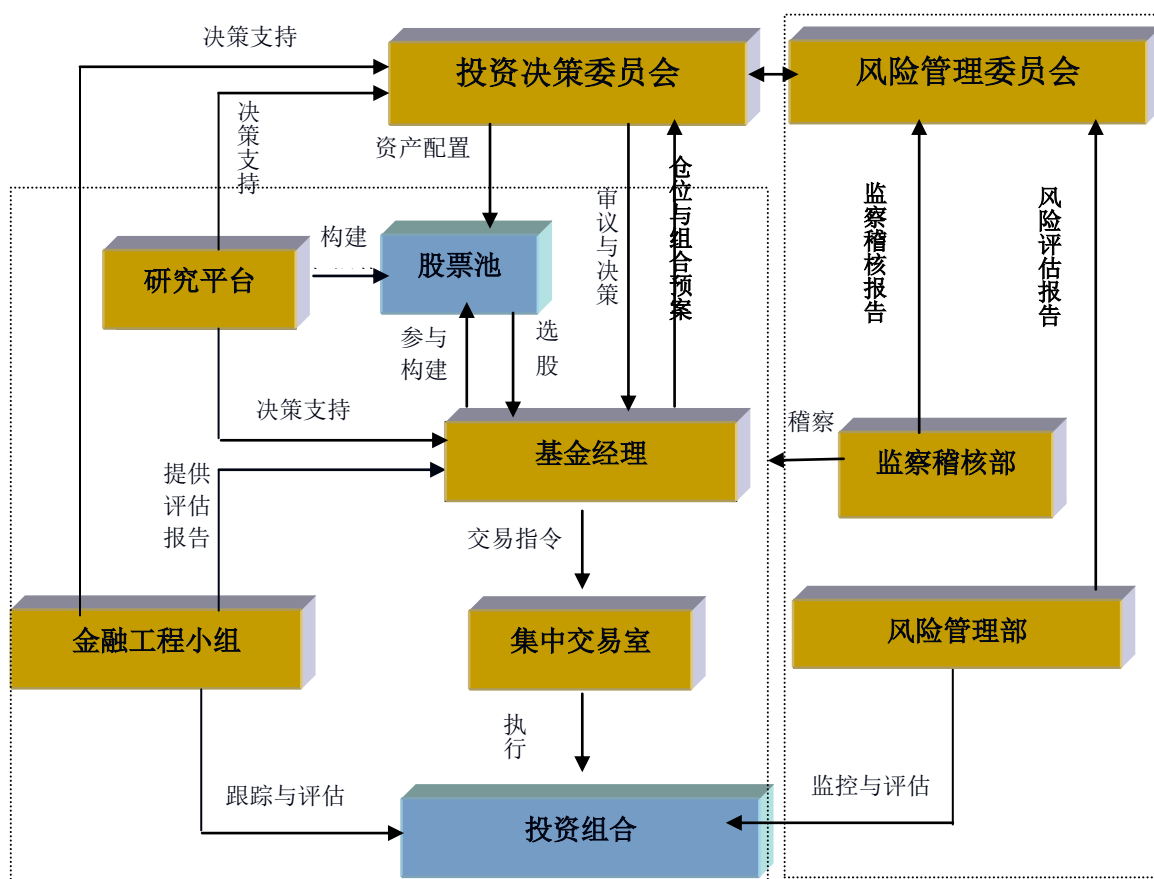 决策支持
投资决策委员会
风险管理委员会
决策支持
资产配置
审议与决策
仓位与组合预案
监察稽核报告
风险评估报告
构建
股票池
研究平台
参与
构建
选
股
决策支持
基金经理
稽察
监察稽核部
提供
评估
报告
交易指令
金融工程小组
集中交易室
风险管理部
执行
跟踪与评估
监控与评估
投资组合